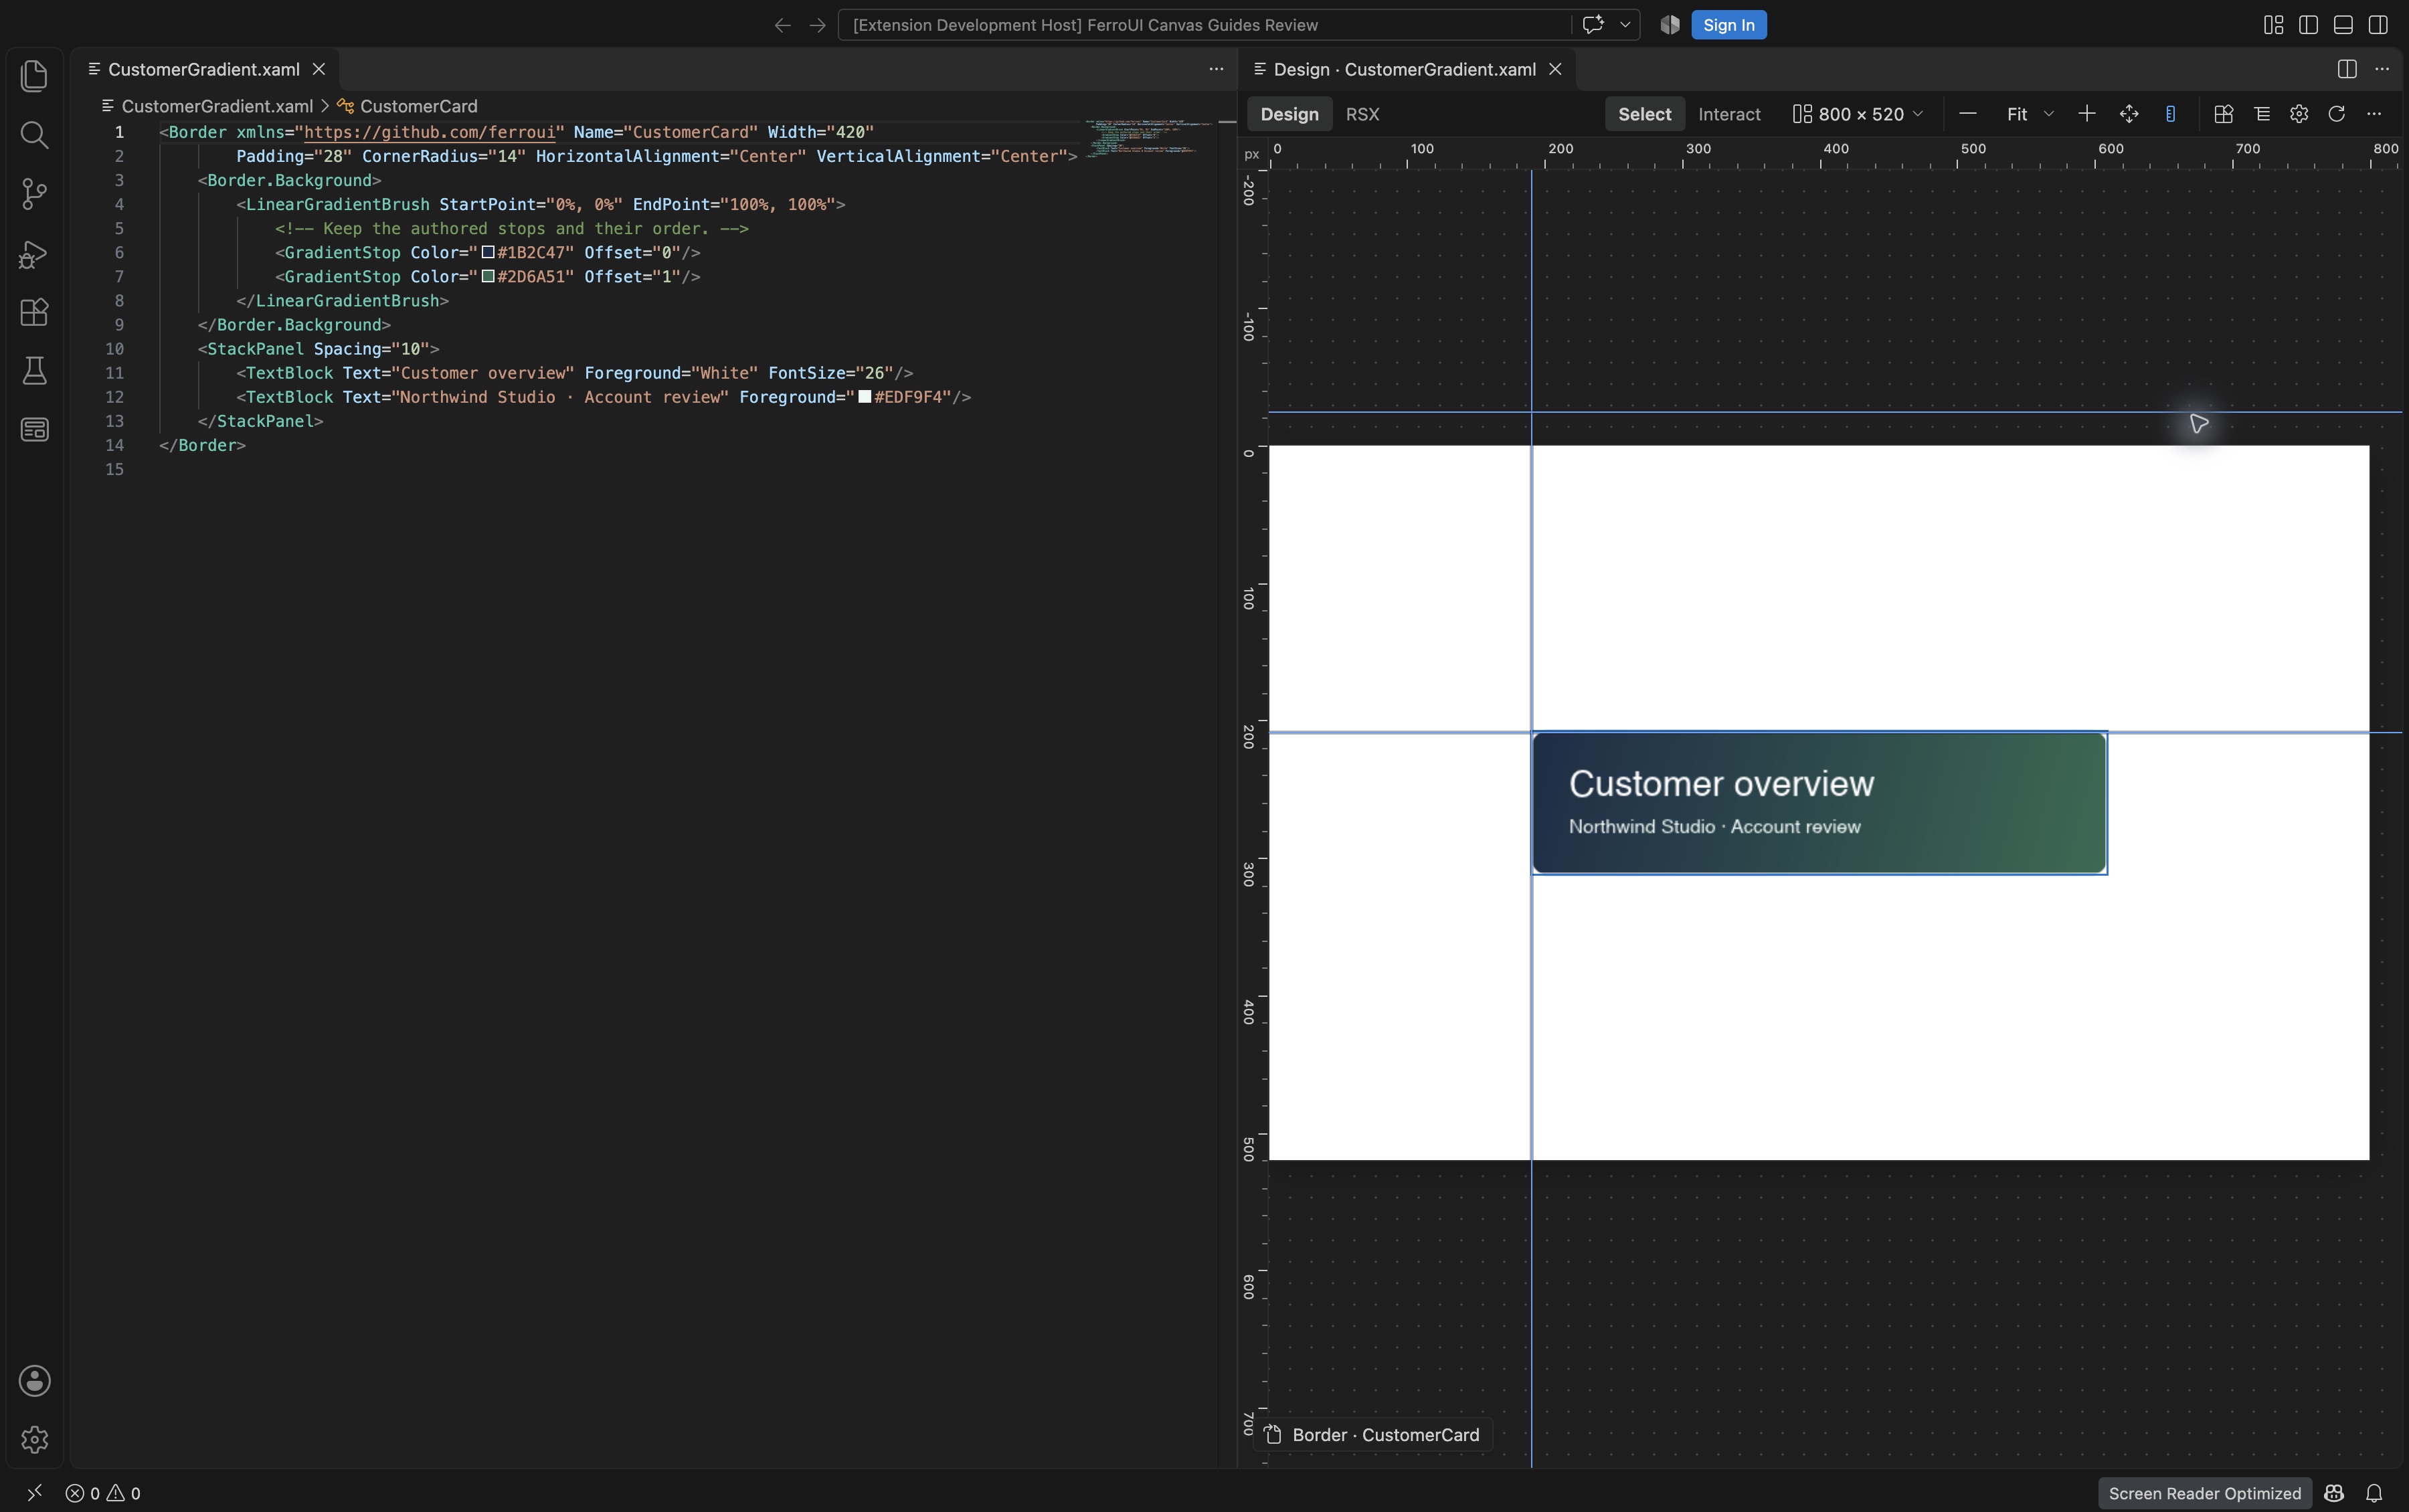 [Extension Development Host] FerroUI Canvas Guides Review
Sign In
CustomerGradient.xaml
CustomerGradient.xaml > CustomerCard
1 <Border xmlns="https://github.com/ferroui" Name="CustomerCard" Width="420"
2 Padding="28" CornerRadius="14" HorizontalAlignment="Center" VerticalAlignment="Center">
3 <Border.Background>
4 <LinearGradientBrush StartPoint="0%, 0%" EndPoint="100%, 100%">
5 <!-- Keep the authored stops and their order. -->
6 <GradientStop Color="#1B2C47" Offset="0"/>
7 <GradientStop Color="#2D6A51" Offset="1"/>
8 </LinearGradientBrush>
9 </Border.Background>
10 <StackPanel Spacing="10">
11 <TextBlock Text="Customer overview" Foreground="White" FontSize="26"/>
12 <TextBlock Text="Northwind Studio · Account review" Foreground="#EDF9F4"/>
13 </StackPanel>
14 </Border>
15
Design · CustomerGradient.xaml
Design RSX Select Interact 800 × 520 Fit
px 0 100 200 300 400 500 600 700 800
-200
-100
0
100
200
300
400
500
600
700
Customer overview
Northwind Studio · Account review
Border · CustomerCard
0 0
Screen Reader Optimized